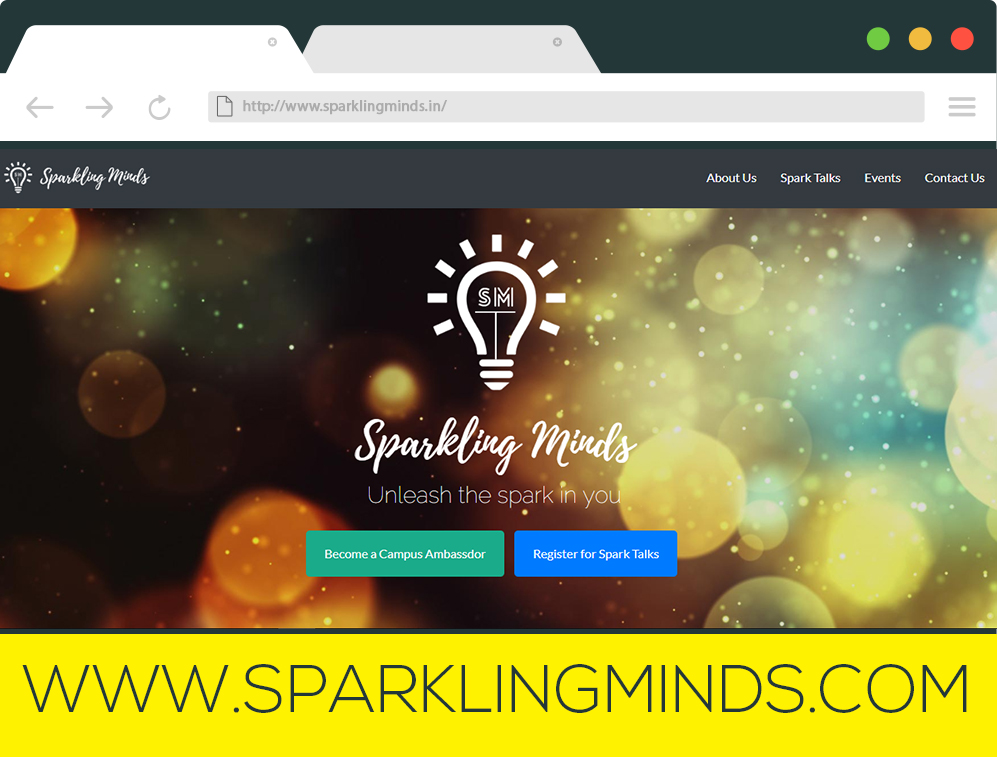 http://www.sparklingminds.in/
SM Sparkling Minds About Us Spark Talks Events Contact Us
SM
Sparkling Minds
Unleash the spark in you
Become a Campus Ambassdor Register for Spark Talks
WWW.SPARKLINGMINDS.COM